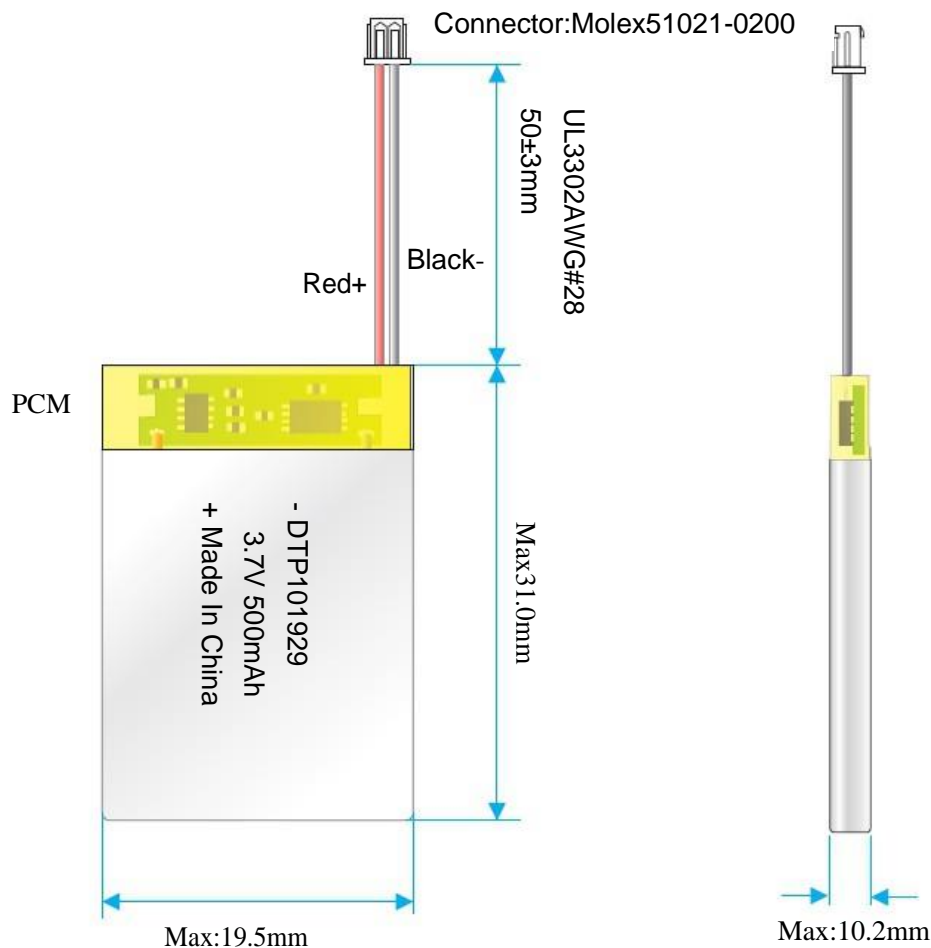 Connector:Molex51021-0200
UL3302AWG#28
50±3mm
Black-
Red+
PCM
- DTP101929
3.7V 500mAh
+ Made In China
Max31.0mm
Max:19.5mm
Max:10.2mm